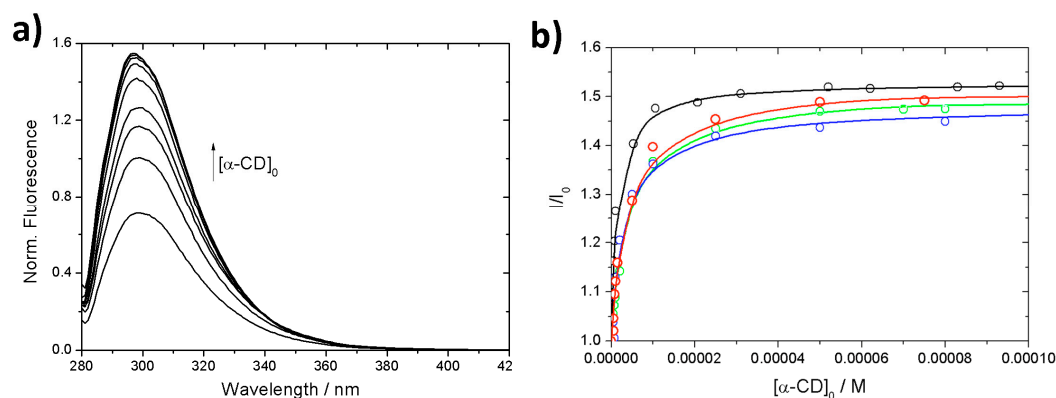 a)
1.6
1.2
0.8
0.4
0.0
Norm. Fluorescence
[α-CD]₀
280 300 320 340 360 380 400 42
Wavelength / nm
b)
1.6
1.5
1.4
1.3
1.2
1.1
1.0
I/I₀
0.00000 0.00002 0.00004 0.00006 0.00008 0.00010
[α-CD]₀ / M